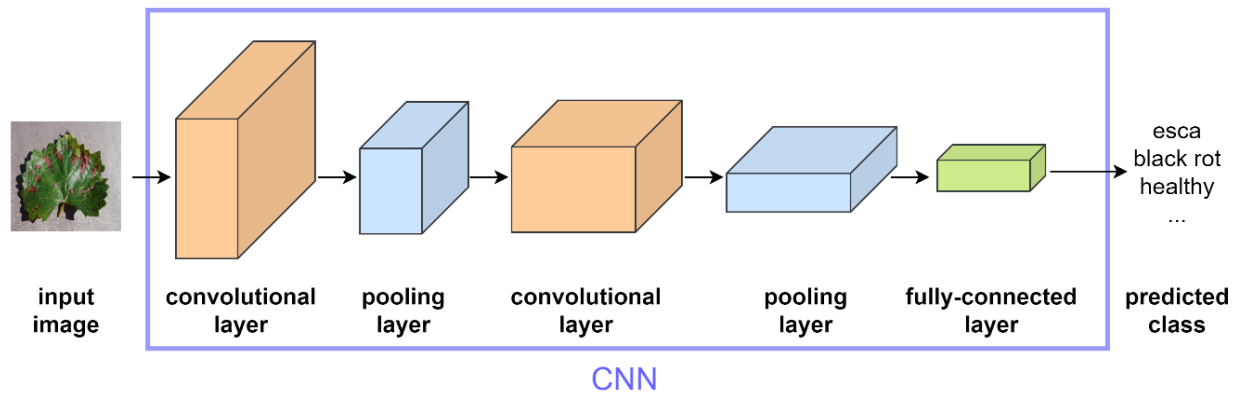 esca
black rot
healthy
...
input
image
convolutional
layer
pooling
layer
convolutional
layer
pooling
layer
fully-connected
layer
predicted
class
CNN